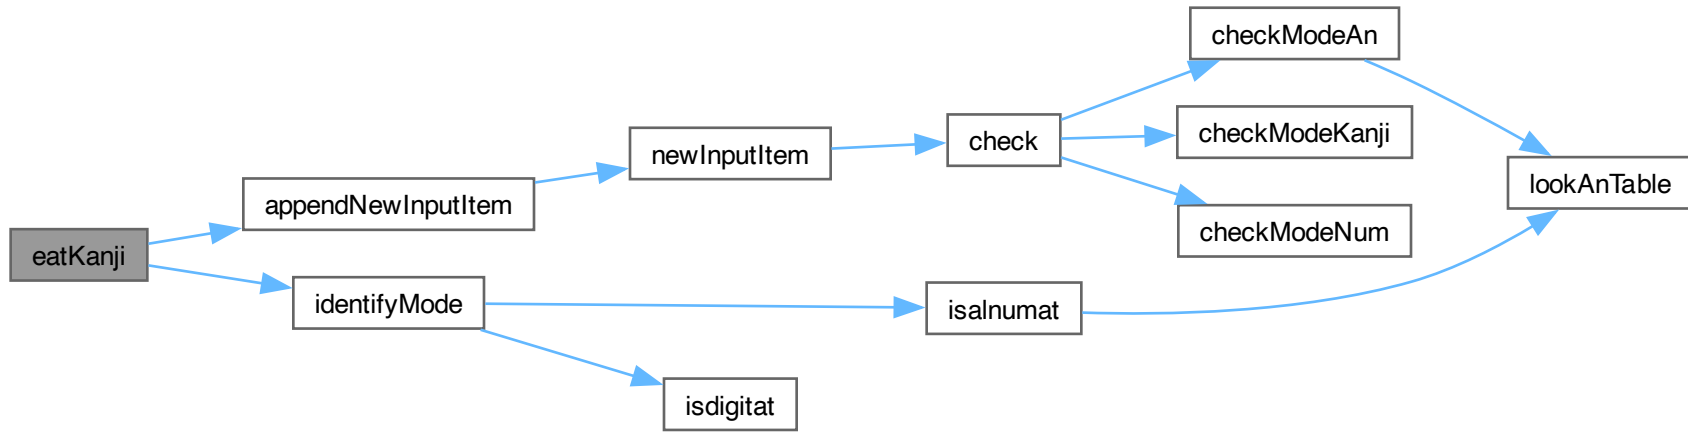 eatKanji
appendNewInputItem
identifyMode
newInputItem
isdigitat
check
isalnumat
checkModeAn
checkModeKanji
checkModeNum
lookAnTable